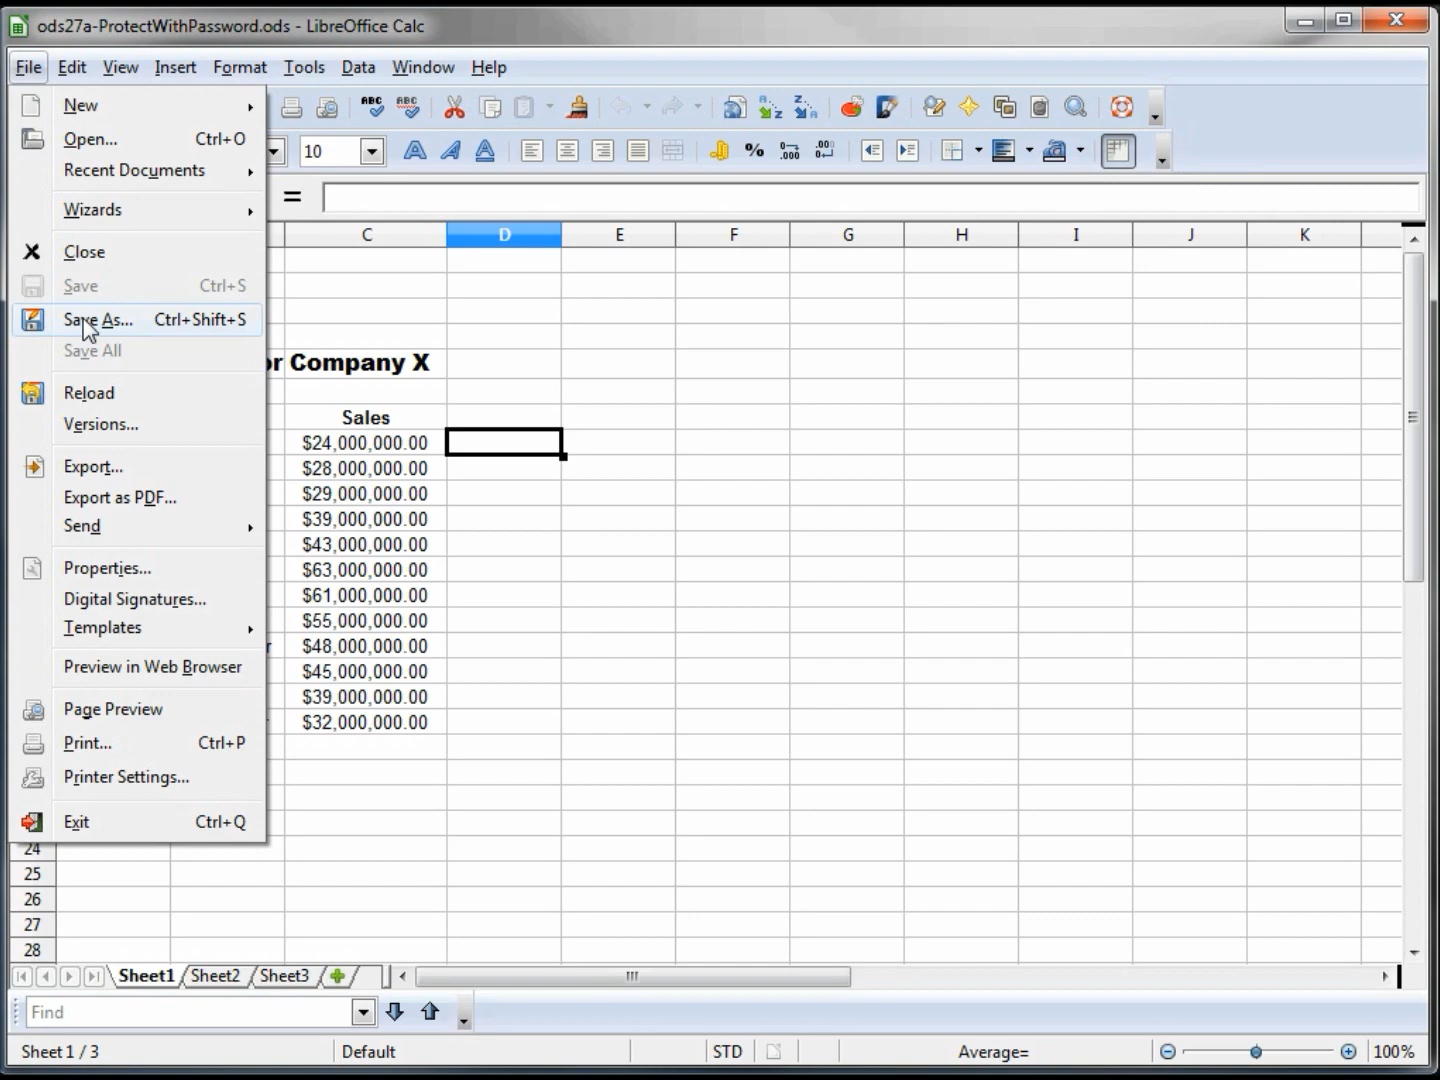 ods27a-ProtectWithPassword.ods - LibreOffice Calc
File Edit View Insert Format Tools Data Window Help
New
Open... Ctrl+O
Recent Documents
Wizards
Close
Save Ctrl+S
Save As... Ctrl+Shift+S
Save All
Reload
Versions...
Export...
Export as PDF...
Send
Properties...
Digital Signatures...
Templates
Preview in Web Browser
Page Preview
Print... Ctrl+P
Printer Settings...
Exit Ctrl+Q
ABC ABC
10
=
C D E F G H I J K
or Company X
Sales
$24,000,000.00
$28,000,000.00
$29,000,000.00
$39,000,000.00
$43,000,000.00
$63,000,000.00
$61,000,000.00
$55,000,000.00
r $48,000,000.00
$45,000,000.00
$39,000,000.00
$32,000,000.00
24
25
26
27
28
Sheet1 Sheet2 Sheet3
Find
Sheet 1 / 3 Default STD Average= 100%